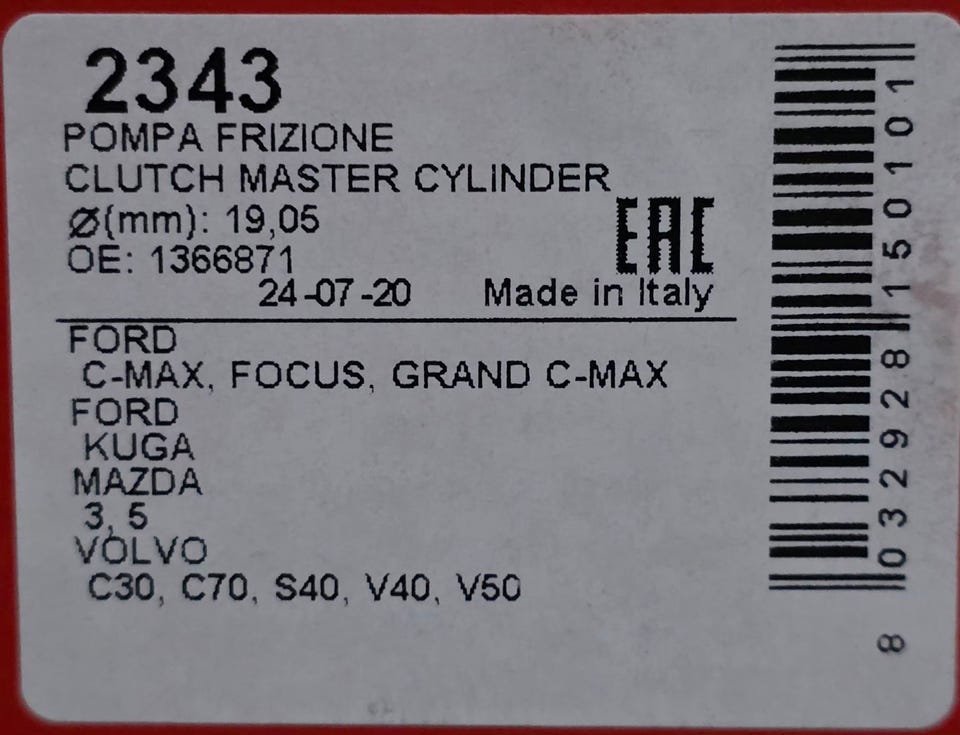 2343
POMPA FRIZIONE
CLUTCH MASTER CYLINDER
Ø(mm): 19,05
OE: 1366871
EAC
24-07-20 Made in Italy
FORD
C-MAX, FOCUS, GRAND C-MAX
FORD
KUGA
MAZDA
3, 5
VOLVO
C30, C70, S40, V40, V50
8 032928 150101